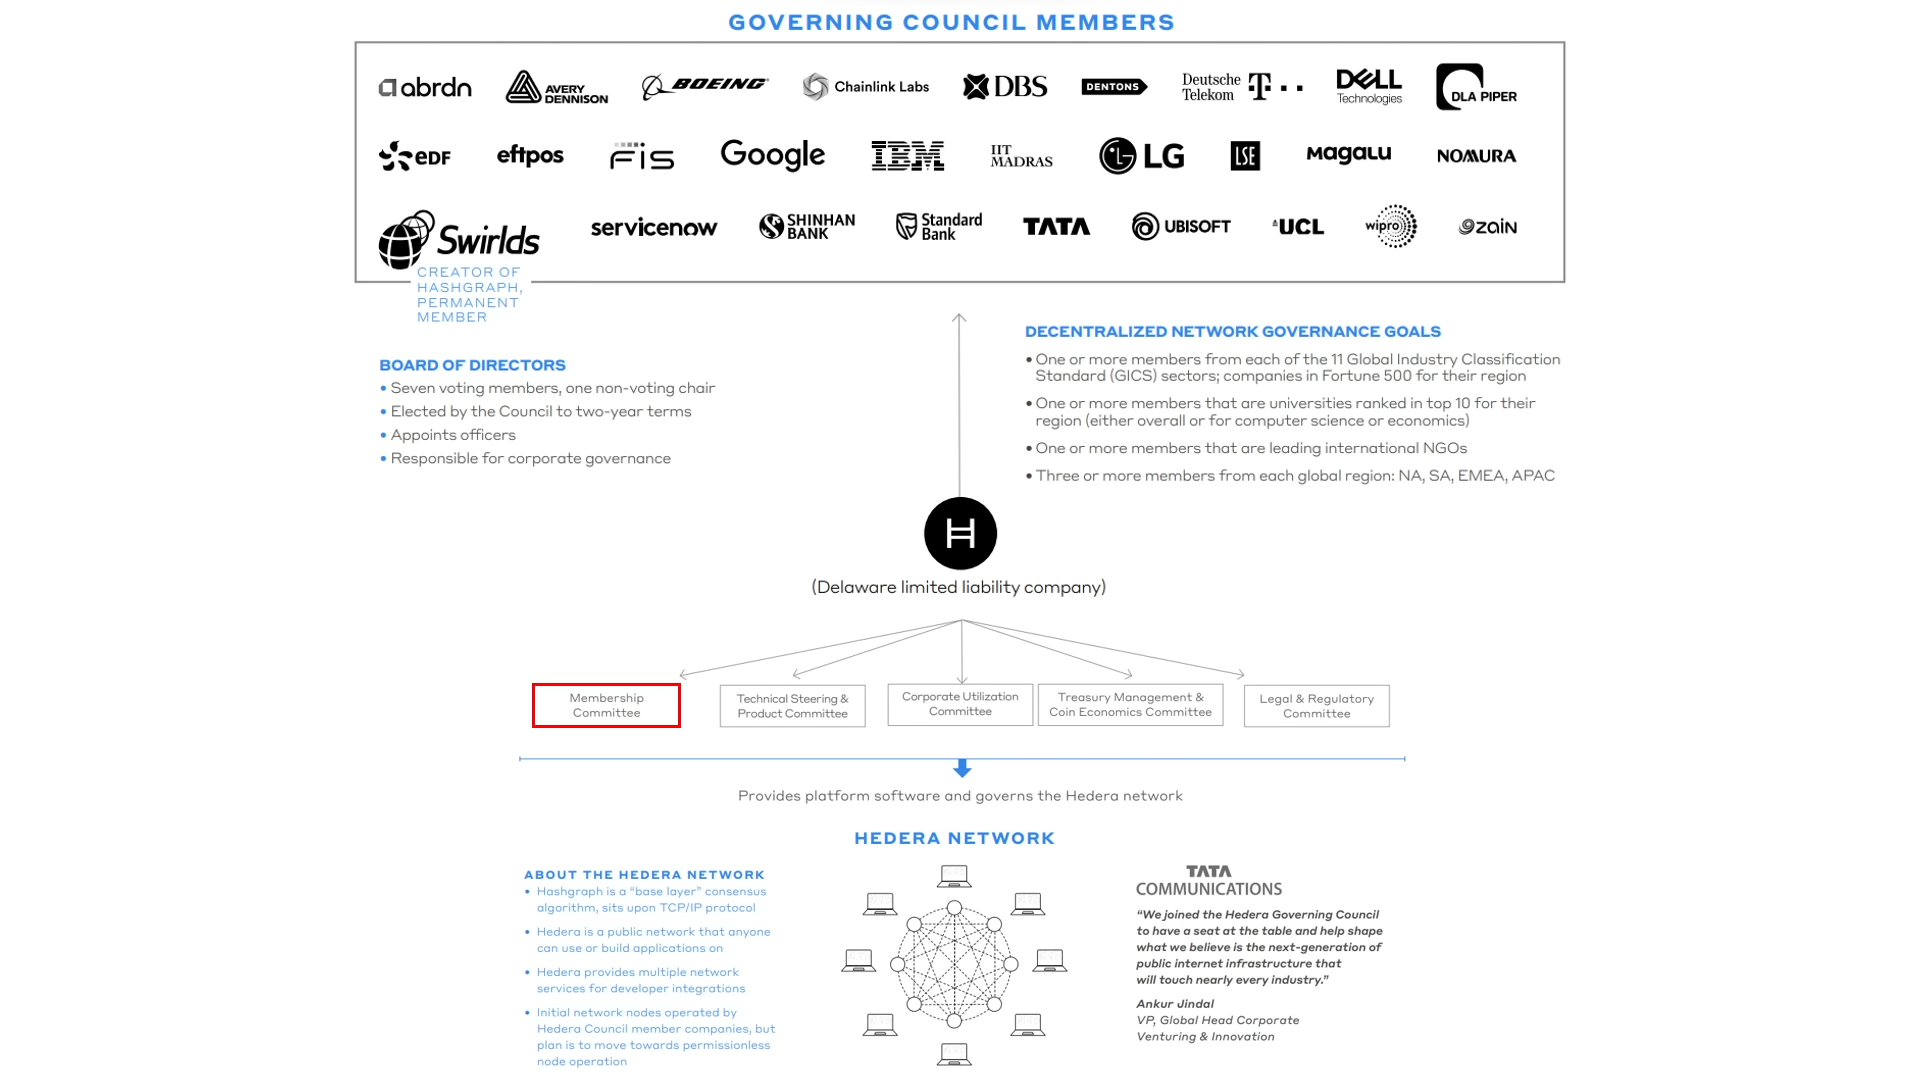 GOVERNING COUNCIL MEMBERS
abrdn
AVERY
DENNISON
BOEING
Chainlink Labs
DBS
DENTONS
Deutsche
Telekom
T
DELL
Technologies
DLA PIPER
eDF
eftpos
FIS
Google
IBM
IIT
MADRAS
LG
LSE
Magalu
NOMURA
Swirlds
servicenow
SHINHAN
BANK
Standard
Bank
TATA
UBISOFT
UCL
wipro
zain
CREATOR OF
HASHGRAPH,
PERMANENT
MEMBER
BOARD OF DIRECTORS
• Seven voting members, one non-voting chair
• Elected by the Council to two-year terms
• Appoints officers
• Responsible for corporate governance
DECENTRALIZED NETWORK GOVERNANCE GOALS
• One or more members from each of the 11 Global Industry Classification
Standard (GICS) sectors; companies in Fortune 500 for their region
• One or more members that are universities ranked in top 10 for their
region (either overall or for computer science or economics)
• One or more members that are leading international NGOs
• Three or more members from each global region: NA, SA, EMEA, APAC
H
(Delaware limited liability company)
Membership
Committee
Technical Steering &
Product Committee
Corporate Utilization
Committee
Treasury Management &
Coin Economics Committee
Legal & Regulatory
Committee
Provides platform software and governs the Hedera network
HEDERA NETWORK
ABOUT THE HEDERA NETWORK
• Hashgraph is a “base layer” consensus
algorithm, sits upon TCP/IP protocol
• Hedera is a public network that anyone
can use or build applications on
• Hedera provides multiple network
services for developer integrations
• Initial network nodes operated by
Hedera Council member companies, but
plan is to move towards permissionless
node operation
TATA
COMMUNICATIONS
“We joined the Hedera Governing Council
to have a seat at the table and help shape
what we believe is the next-generation of
public internet infrastructure that
will touch nearly every industry.”
Ankur Jindal
VP, Global Head Corporate
Venturing & Innovation